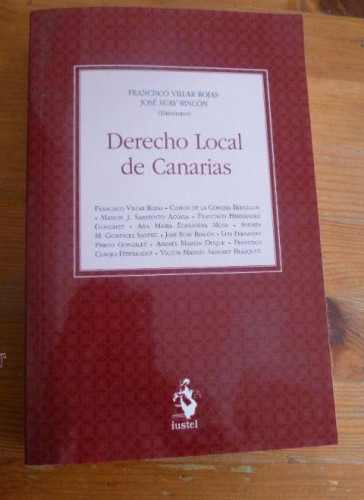 FRANCISCO VILLAR ROJAS
JOSÉ SUAY RINCÓN
(DIRECTORES)
Derecho Local
de Canarias
FRANCISCO VILLAR ROJAS • CARLOS DE LA CONCHA BERGILLOS
• MANUEL J. SARMIENTO ACOSTA • FRANCISCO HERNÁNDEZ
GONZÁLEZ • ANA MARÍA MOSS • ANDRÉS
M. GONZÁLEZ SANFIEL • JOSÉ SUAY RINCÓN • LUIS FERNANDO
PRIETO GONZÁLEZ • ANDRÉS MARTÍN DUQUE • FRANCISCO
CLAVIJO HERNÁNDEZ • VÍCTOR MANUEL SÁNCHEZ BLÁZQUEZ
iustel